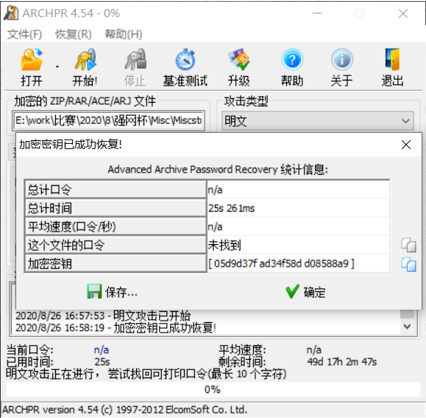 ARCHPR 4.54 - 0%
文件(F) 恢复(R) 帮助(H)
打开 开始! 停止 基准测试 升级 帮助 关于 退出
加密的 ZIP/RAR/ACE/ARJ 文件 攻击类型
E:\work\比赛\2020\8\强网杯\Misc\Miscstu 明文
加密密钥已成功恢复!
Advanced Archive Password Recovery 统计信息:
总计口令 n/a
总计时间 25s 261ms
平均速度(口令/秒) n/a
这个文件的口令 未找到
加密密钥 [ 05d9d37f ad34f58d d08588a9 ]
保存... 确定
2020/8/26 16:57:53 - 明文攻击已开始
2020/8/26 16:58:19 - 加密密钥已成功恢复!
当前口令: n/a 平均速度: n/a
已用时间: 25s 剩余时间: 49d 17h 2m 47s
明文攻击正在进行，尝试找回可打印口令(最长 10 个字符)
0%
ARCHPR version 4.54 (c) 1997-2012 ElcomSoft Co. Ltd.